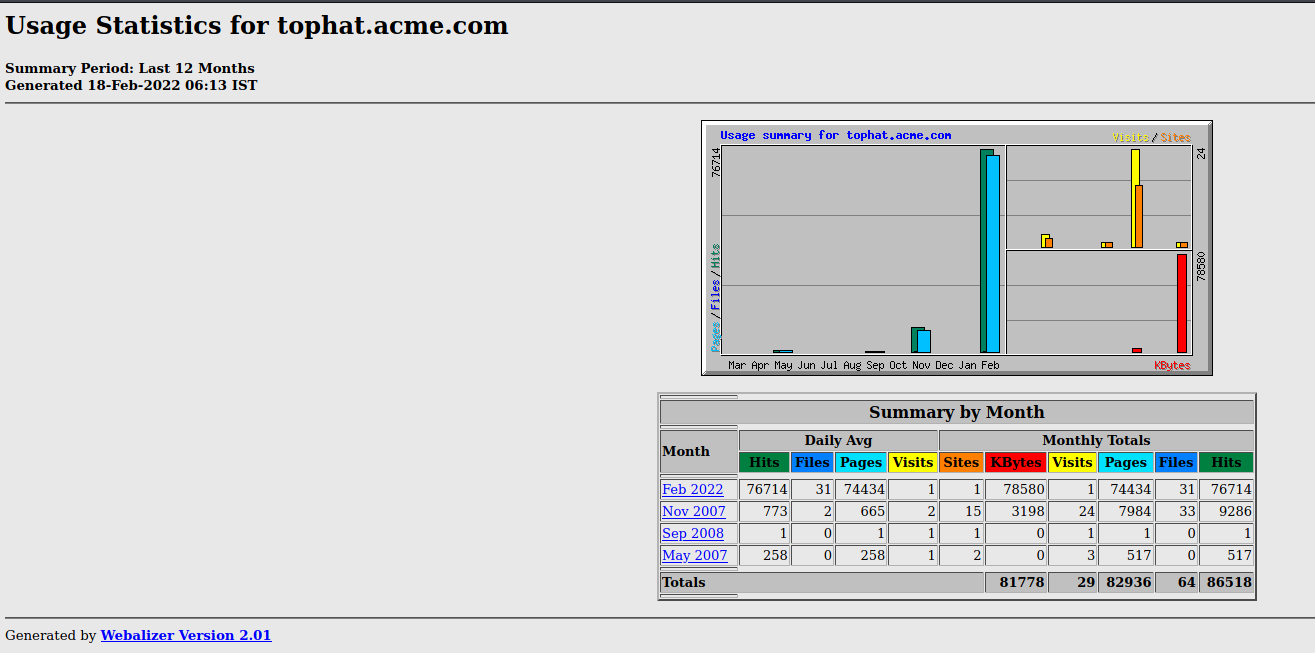 Usage Statistics for tophat.acme.com
Summary Period: Last 12 Months
Generated 18-Feb-2022 06:13 IST
Usage summary for tophat.acme.com
Visits / Sites
76714
24
Pages / Files / Hits
78580
Mar Apr May Jun Jul Aug Sep Oct Nov Dec Jan Feb
KBytes
Summary by Month
Month Daily Avg Monthly Totals
Hits Files Pages Visits Sites KBytes Visits Pages Files Hits
Feb 2022 76714 31 74434 1 1 78580 1 74434 31 76714
Nov 2007 773 2 665 2 15 3198 24 7984 33 9286
Sep 2008 1 0 1 1 1 0 1 1 0 1
May 2007 258 0 258 1 2 0 3 517 0 517
Totals 81778 29 82936 64 86518
Generated by Webalizer Version 2.01